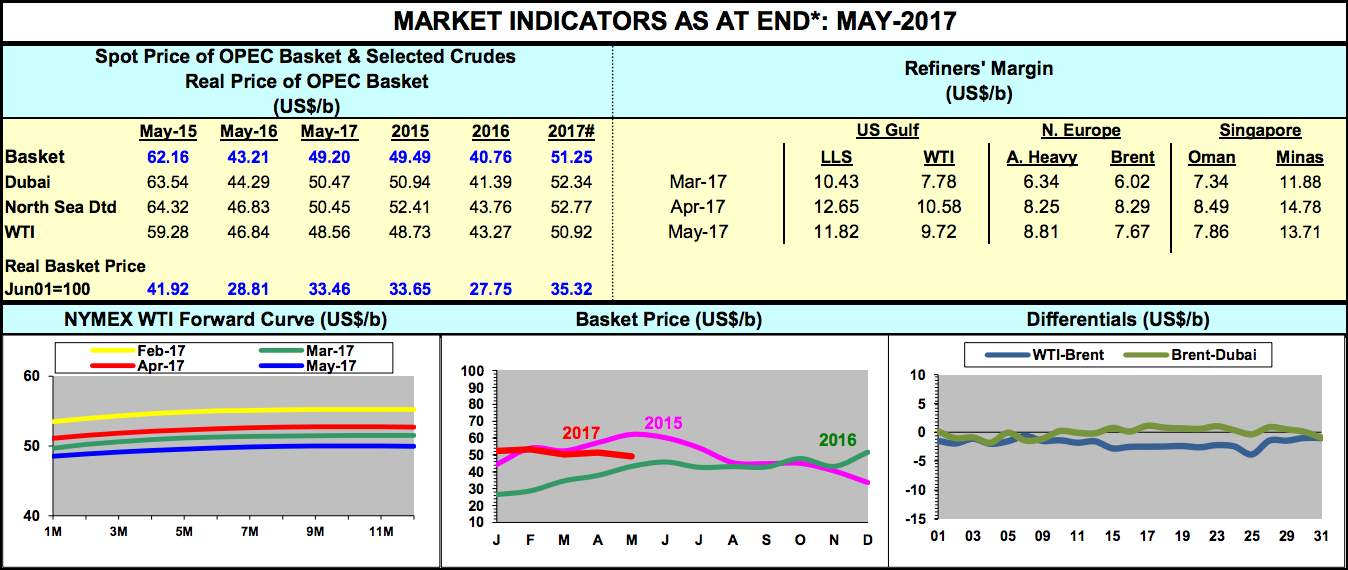 MARKET INDICATORS AS AT END*: MAY-2017
Spot Price of OPEC Basket & Selected Crudes
Real Price of OPEC Basket
(US$/b)
May-15 May-16 May-17 2015 2016 2017#
Basket 62.16 43.21 49.20 49.49 40.76 51.25
Dubai 63.54 44.29 50.47 50.94 41.39 52.34
North Sea Dtd 64.32 46.83 50.45 52.41 43.76 52.77
WTI 59.28 46.84 48.56 48.73 43.27 50.92
Real Basket Price
Jun01=100 41.92 28.81 33.46 33.65 27.75 35.32
Refiners' Margin
(US$/b)
US Gulf N. Europe Singapore
LLS WTI A. Heavy Brent Oman Minas
Mar-17 10.43 7.78 6.34 6.02 7.34 11.88
Apr-17 12.65 10.58 8.25 8.29 8.49 14.78
May-17 11.82 9.72 8.81 7.67 7.86 13.71
NYMEX WTI Forward Curve (US$/b)
Feb-17 Mar-17
Apr-17 May-17
60
50
40
1M 3M 5M 7M 9M 11M
Basket Price (US$/b)
100
90
80
70
60
50
40
30
20
10
2017
2015
2016
J F M A M J J A S O N D
Differentials (US$/b)
WTI-Brent Brent-Dubai
10
5
0
-5
-10
-15
01 03 05 09 11 15 17 19 23 25 29 31